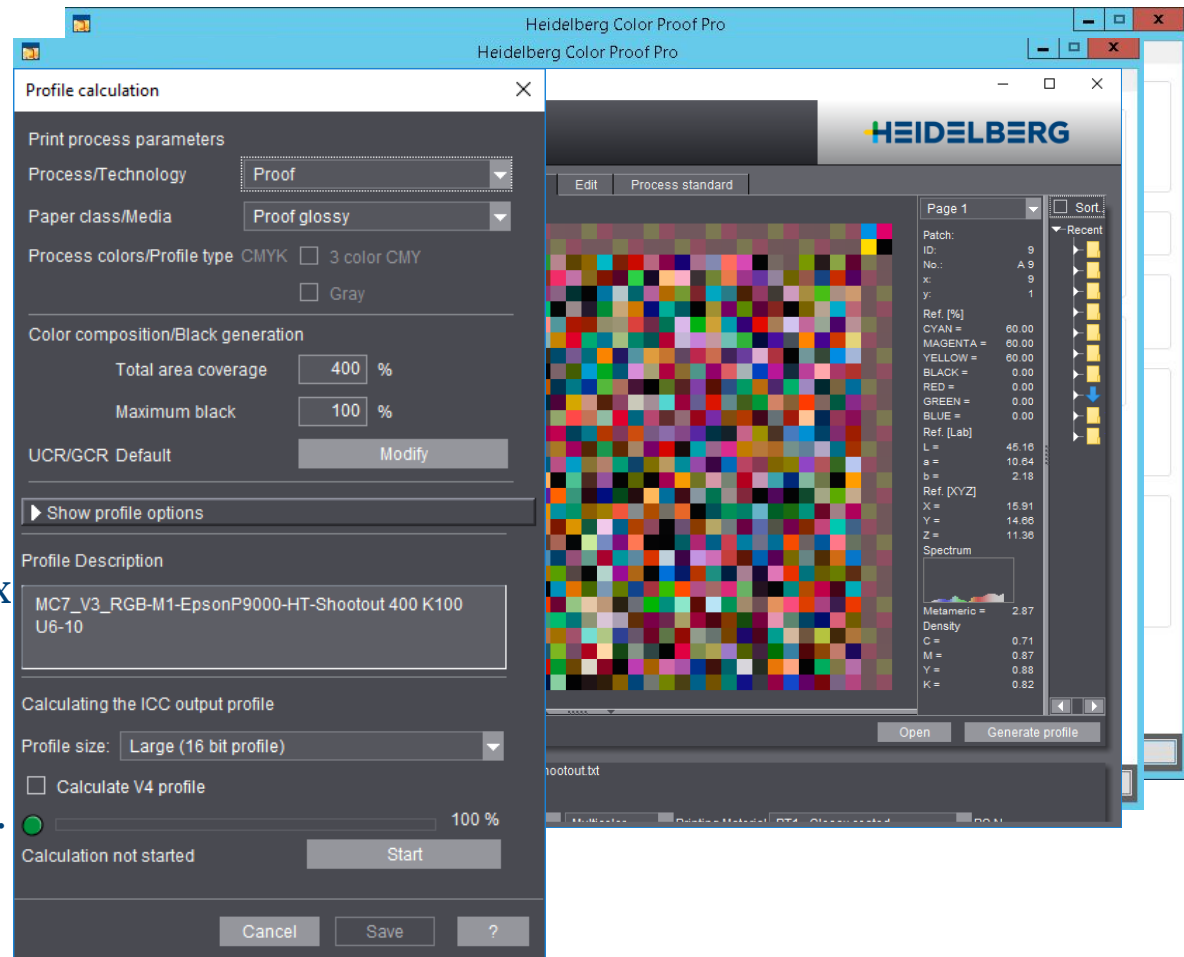 Heidelberg Color Proof Pro
Heidelberg Color Proof Pro
Profile calculation
Print process parameters
Process/Technology Proof
Paper class/Media Proof glossy
Process colors/Profile type CMYK 3 color CMY
Gray
Color composition/Black generation
Total area coverage 400 %
Maximum black 100 %
UCR/GCR Default Modify
Show profile options
Profile Description
x
MC7_V3_RGB-M1-EpsonP9000-HT-Shootout 400 K100
U6-10
Calculating the ICC output profile
Profile size: Large (16 bit profile)
Calculate V4 profile
100 %
Calculation not started Start
Cancel Save ?
HEIDELBERG
Edit Process standard
Page 1 Sort.
Recent
Patch:
ID: 9
No.: A 9
x: 9
y: 1
Ref. [%]
CYAN = 60.00
MAGENTA = 60.00
YELLOW = 60.00
BLACK = 0.00
RED = 0.00
GREEN = 0.00
BLUE = 0.00
Ref. [Lab]
L = 45.16
a = 10.64
b = 2.18
Ref. [XYZ]
X = 15.91
Y = 14.66
Z = 11.36
Spectrum
Metameric = 2.87
Density
C = 0.71
M = 0.87
Y = 0.88
K = 0.82
Open Generate profile
hootout.txt